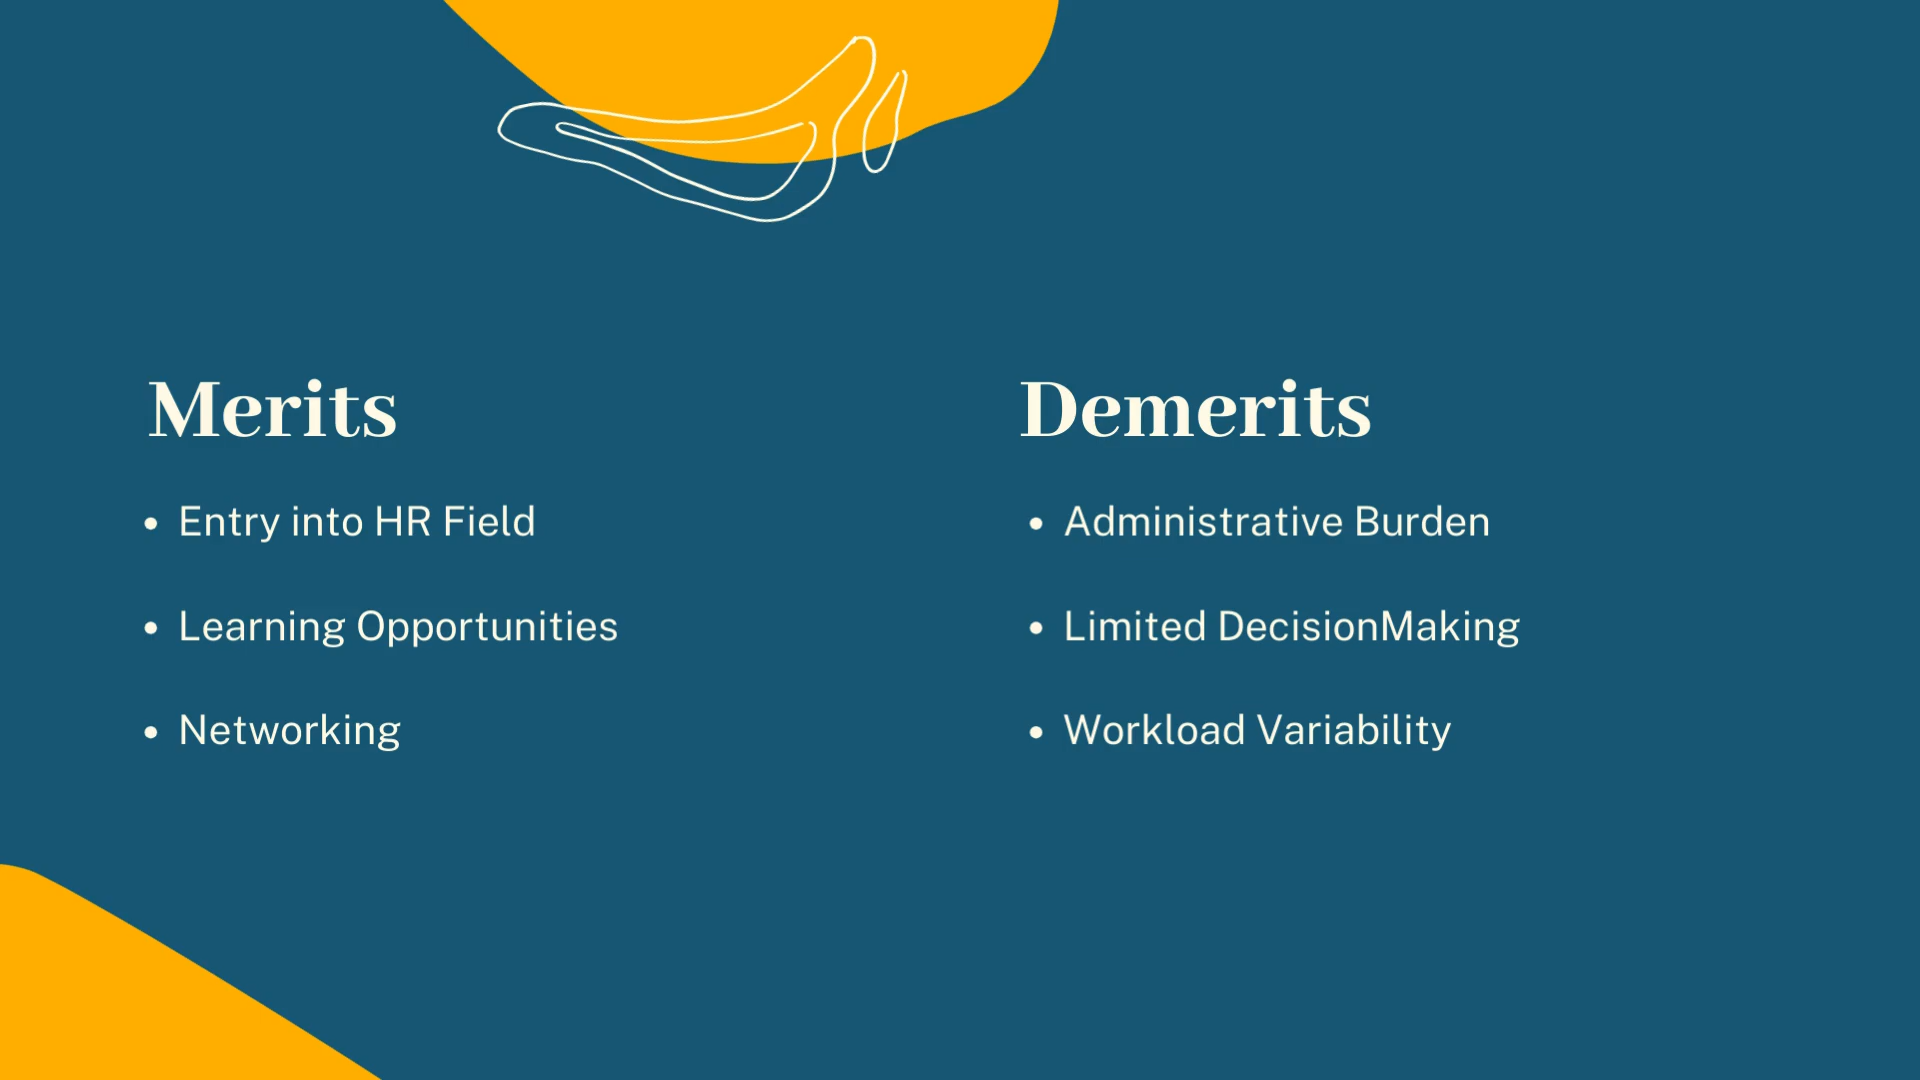 Merits
• Entry into HR Field
• Learning Opportunities
• Networking
Demerits
• Administrative Burden
• Limited DecisionMaking
• Workload Variability